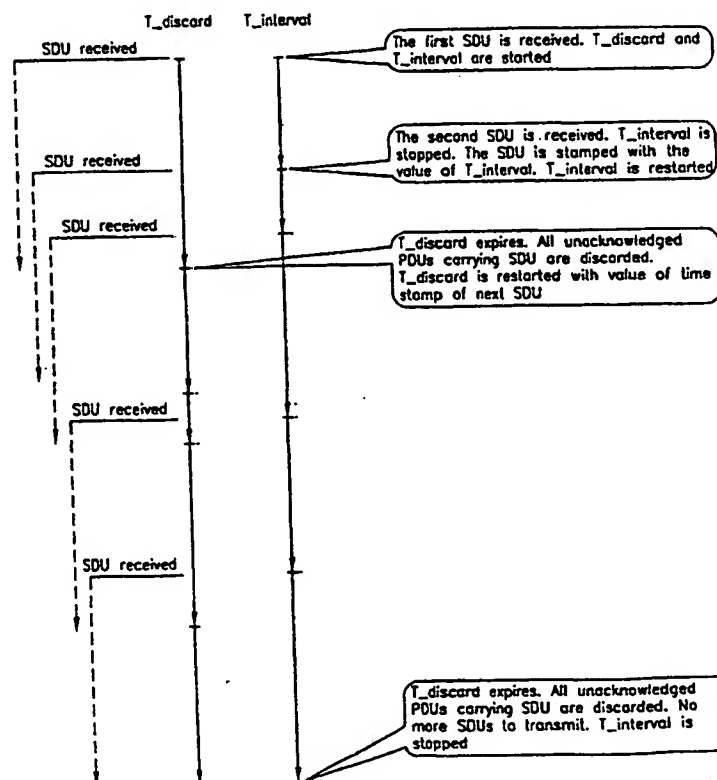 T_discard T_interval
SDU received
The first SDU is received. T_discard and
T_interval are started
SDU received
The second SDU is received. T_interval is
stopped. The SDU is stamped with the
value of T_interval. T_interval is restarted
SDU received
T_discard expires. All unacknowledged
PDUs carrying SDU are discarded.
T_discard is restarted with value of time
stamp of next SDU
SDU received
SDU received
T_discard expires. All unacknowledged
PDUs carrying SDU are discarded. No
more SDUs to transmit. T_interval is
stopped